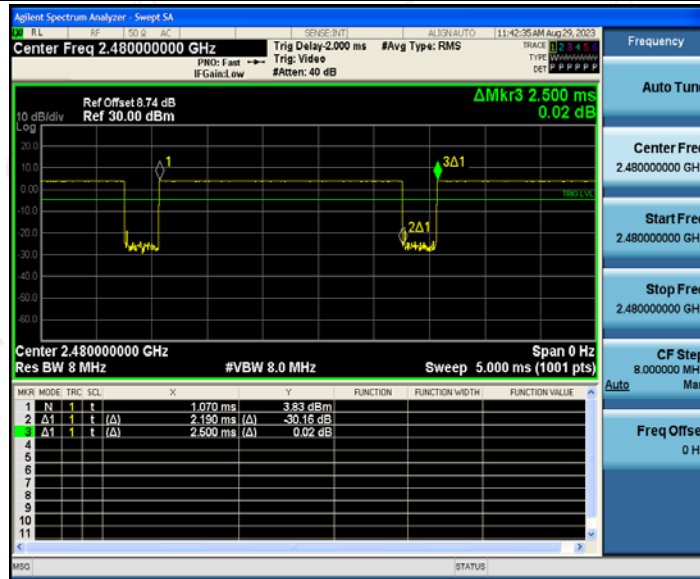 Agilent Spectrum Analyzer - Swept SA
RL RF 50 Ω AC SENSE:INT ALIGN AUTO 11:42:35 AM Aug 29, 2023
Center Freq 2.480000000 GHz
PNO: Fast
IFGain:Low
Trig Delay-2.000 ms
Trig: Video
#Atten: 40 dB
#Avg Type: RMS
TRACE 1 2 3 4 5 6
TYPE W
DET P P P P P P
Ref Offset 8.74 dB
10 dB/div Ref 30.00 dBm
Log
ΔMkr3 2.500 ms
0.02 dB
20.0
10.0
0.00
-10.0
-20.0
-30.0
-40.0
-50.0
-60.0
1
3Δ1
TRIG LVL
2Δ1
Center 2.480000000 GHz Span 0 Hz
Res BW 8 MHz #VBW 8.0 MHz Sweep 5.000 ms (1001 pts)
MKR MODE TRC SCL X Y FUNCTION FUNCTION WIDTH FUNCTION VALUE
1 N 1 t 1.070 ms 3.83 dBm
2 Δ1 1 t (Δ) 2.190 ms (Δ) -30.16 dB
3 Δ1 1 t (Δ) 2.500 ms (Δ) 0.02 dB
4
5
6
7
8
9
10
11
MSG STATUS
Frequency
Auto Tun
Center Fre
2.480000000 GH
Start Fre
2.480000000 GH
Stop Fre
2.480000000 GH
CF Ste
8.000000 MH
Auto Ma
Freq Offse
0 H